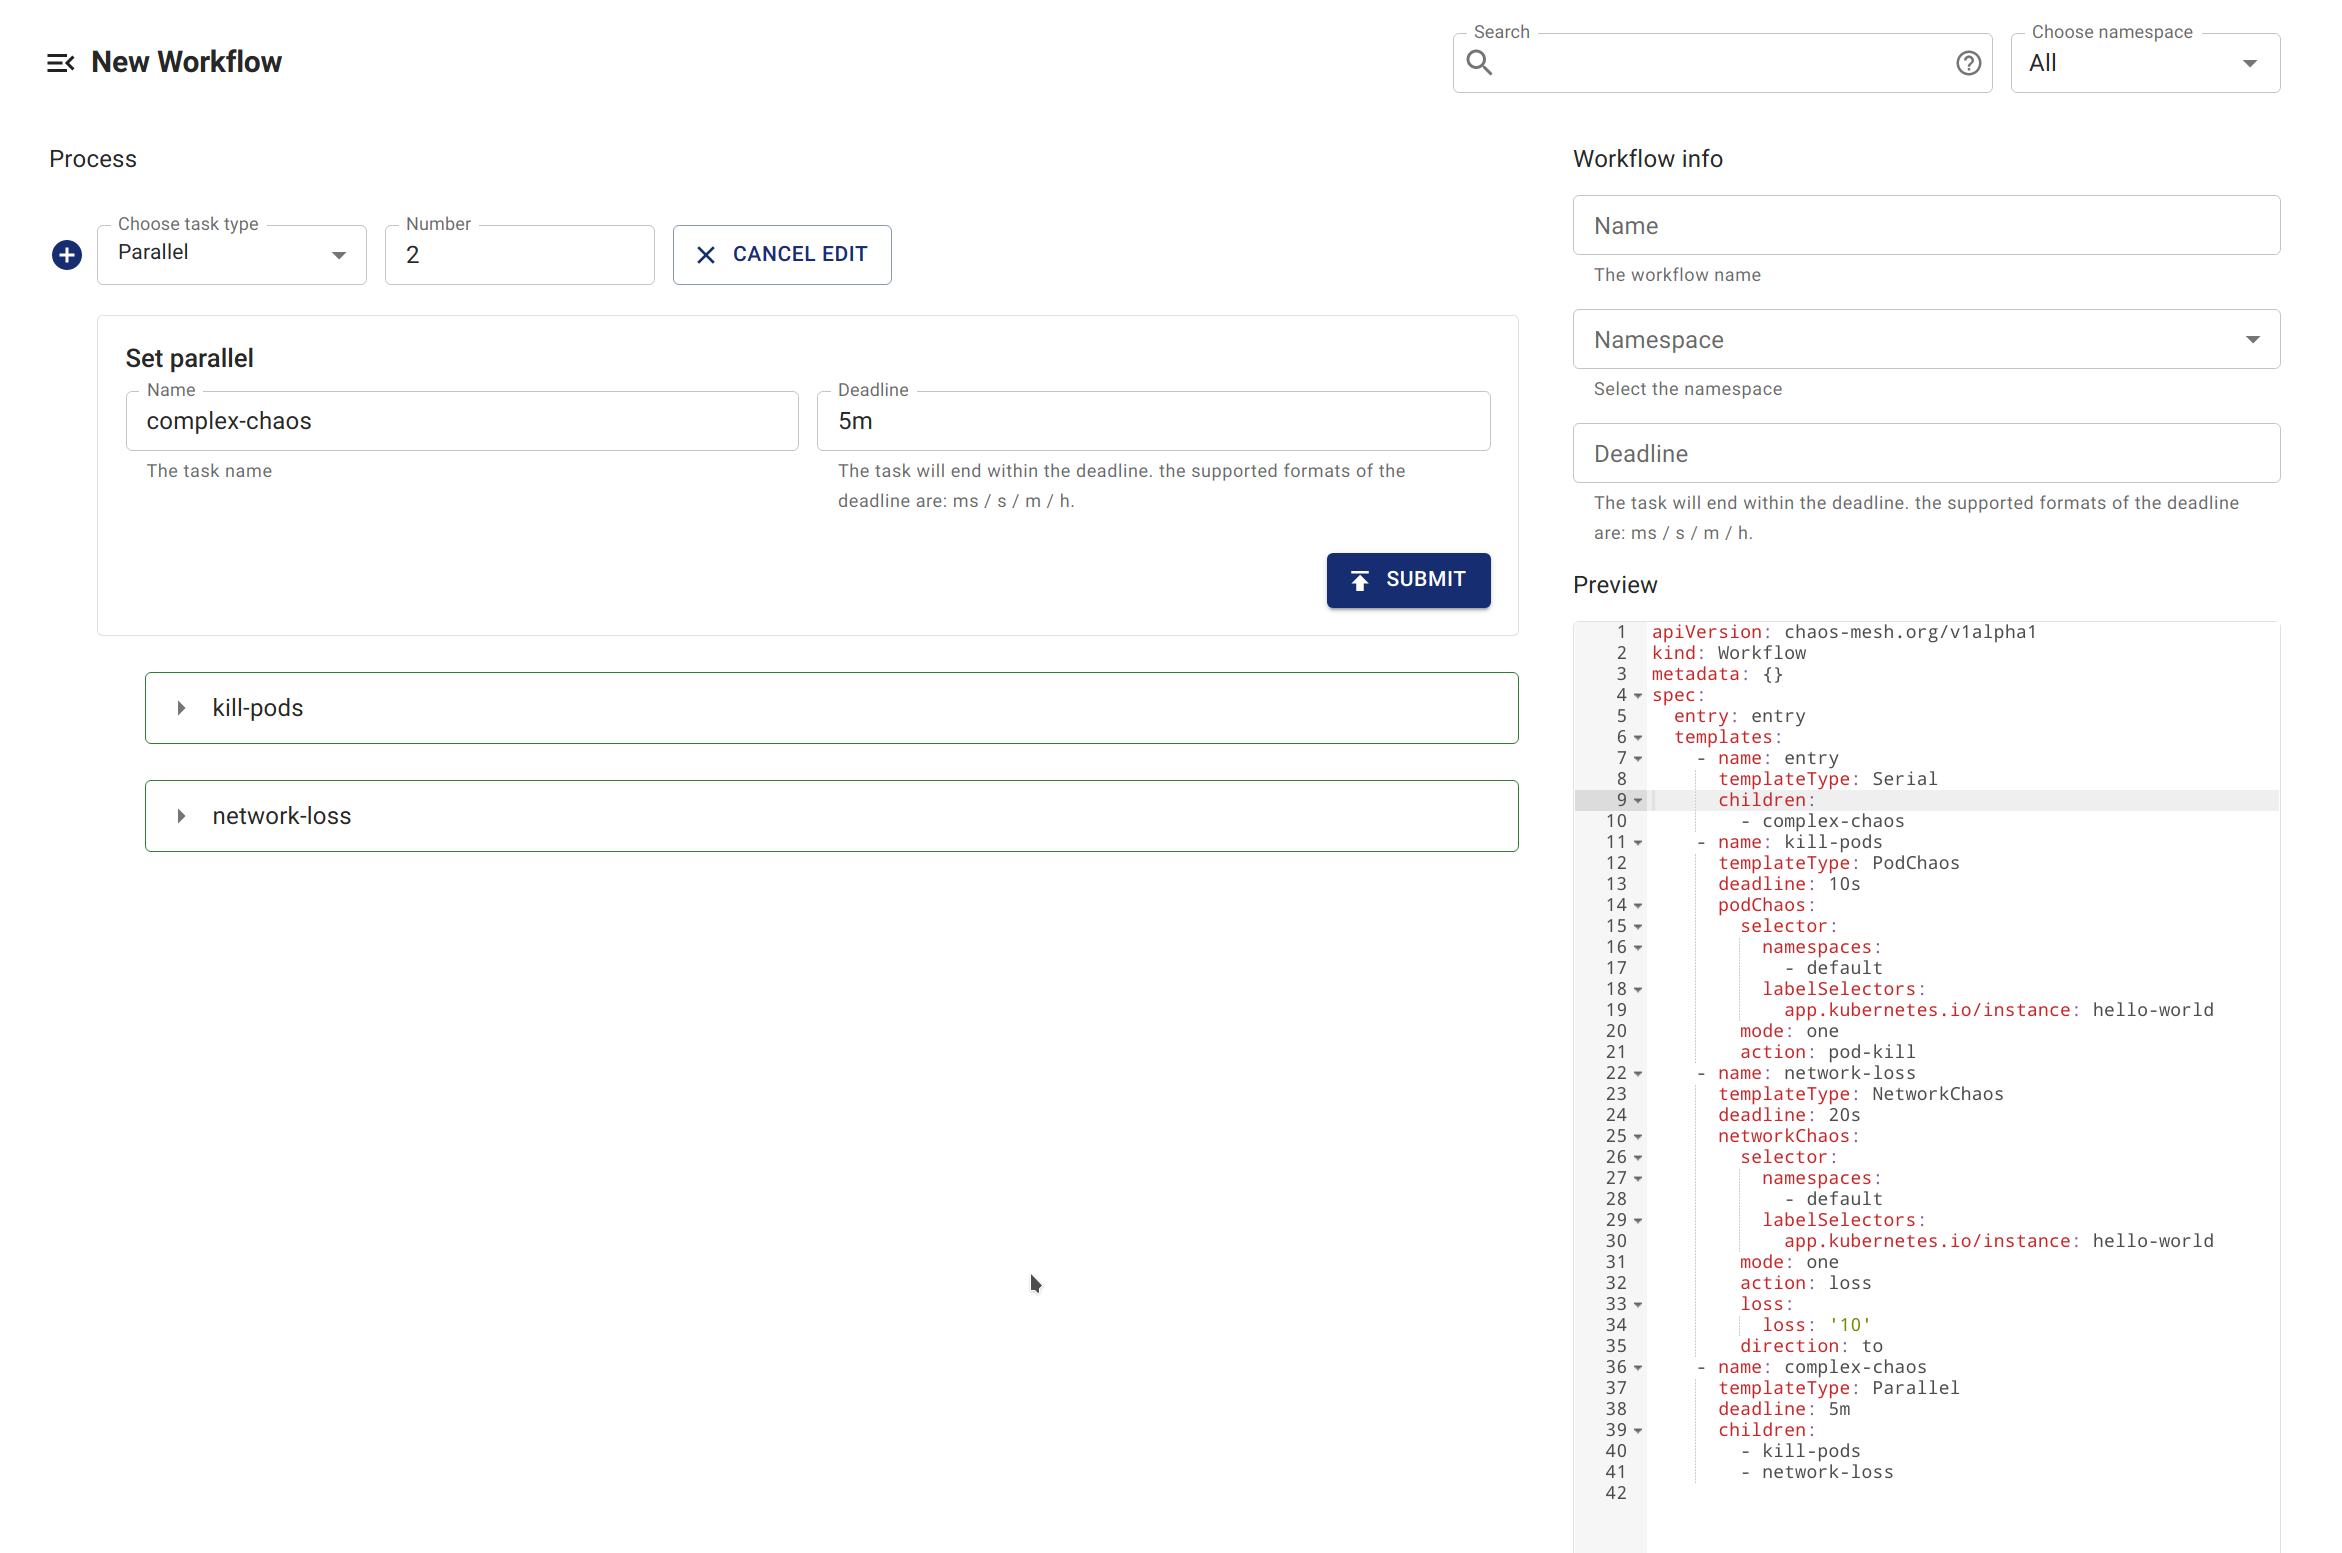 New Workflow
Search
Choose namespace
All
Process
Choose task type
Parallel
Number
2
CANCEL EDIT
Set parallel
Name
complex-chaos
The task name
Deadline
5m
The task will end within the deadline. the supported formats of the
deadline are: ms / s / m / h.
SUBMIT
kill-pods
network-loss
Workflow info
Name
The workflow name
Namespace
Select the namespace
Deadline
The task will end within the deadline. the supported formats of the deadline
are: ms / s / m / h.
Preview
1 apiVersion: chaos-mesh.org/v1alpha1
2 kind: Workflow
3 metadata: {}
4 spec:
5   entry: entry
6   templates:
7     - name: entry
8       templateType: Serial
9       children:
10         - complex-chaos
11     - name: kill-pods
12       templateType: PodChaos
13       deadline: 10s
14       podChaos:
15         selector:
16           namespaces:
17             - default
18           labelSelectors:
19             app.kubernetes.io/instance: hello-world
20         mode: one
21         action: pod-kill
22     - name: network-loss
23       templateType: NetworkChaos
24       deadline: 20s
25       networkChaos:
26         selector:
27           namespaces:
28             - default
29           labelSelectors:
30             app.kubernetes.io/instance: hello-world
31         mode: one
32         action: loss
33         loss:
34           loss: '10'
35         direction: to
36     - name: complex-chaos
37       templateType: Parallel
38       deadline: 5m
39       children:
40         - kill-pods
41         - network-loss
42